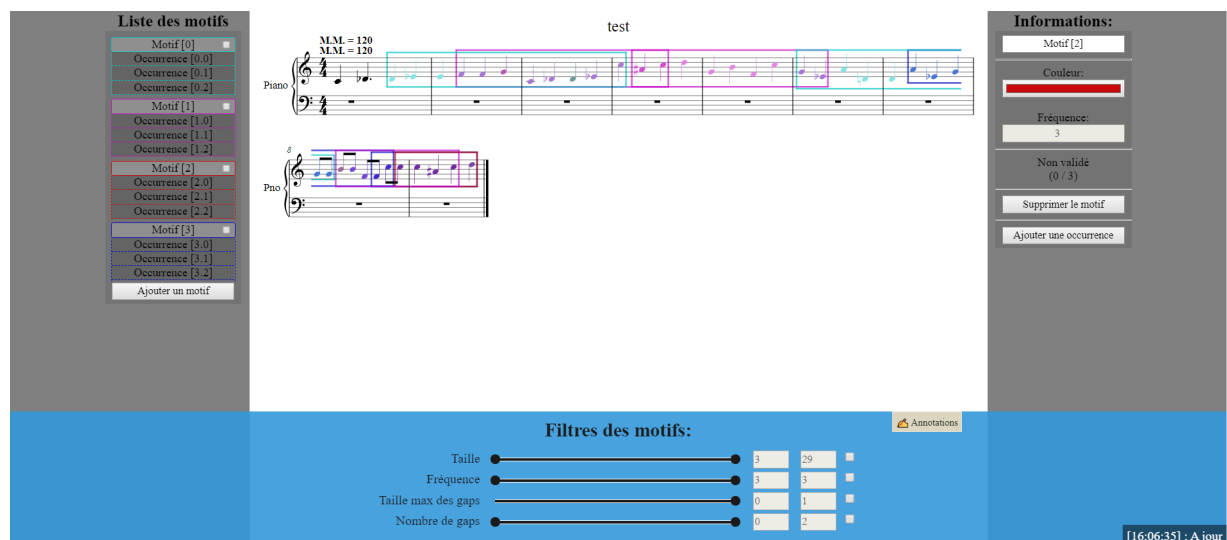 Liste des motifs
Motif [0]
Occurrence [0.0]
Occurrence [0.1]
Occurrence [0.2]
Motif [1]
Occurrence [1.0]
Occurrence [1.1]
Occurrence [1.2]
Motif [2]
Occurrence [2.0]
Occurrence [2.1]
Occurrence [2.2]
Motif [3]
Occurrence [3.0]
Occurrence [3.1]
Occurrence [3.2]
Ajouter un motif
test
M.M. = 120
M.M. = 120
Piano
4
4
4
4
8
Pno
Informations:
Motif [2]
Couleur:
Fréquence:
3
Non validé
(0 / 3)
Supprimer le motif
Ajouter une occurrence
Annotations
Filtres des motifs:
Taille 3 29
Fréquence 3 3
Taille max des gaps 0 1
Nombre de gaps 0 2
[16:06:35] : A jour